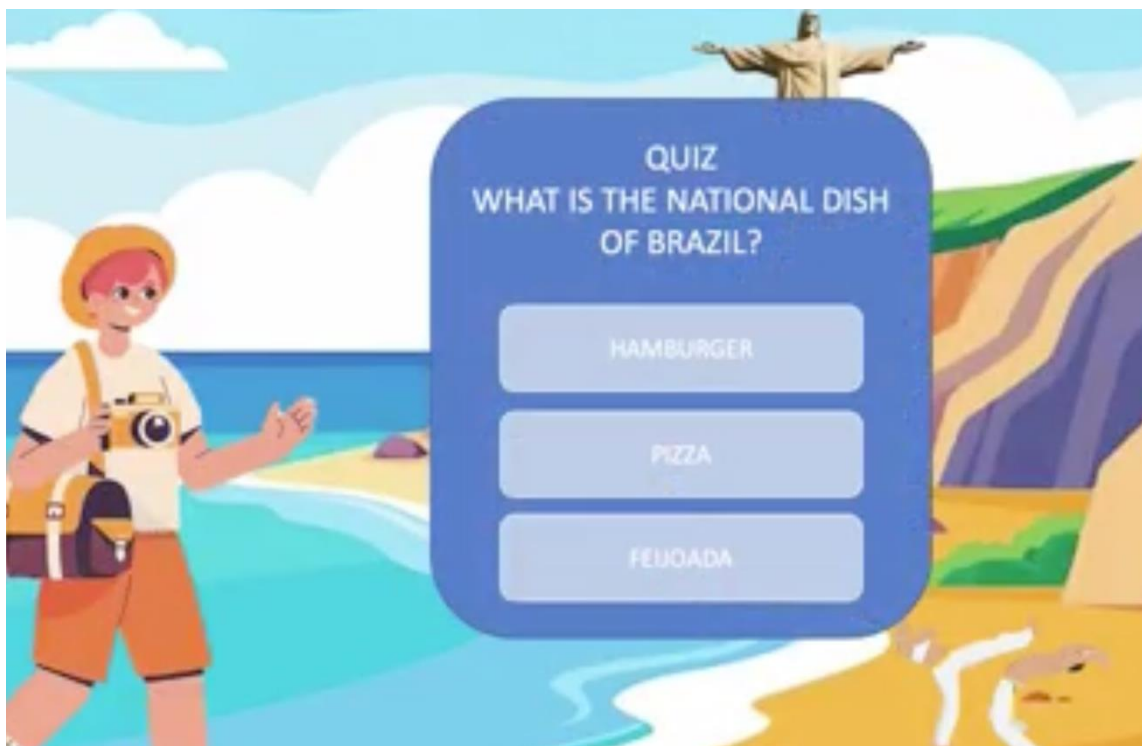 QUIZ
WHAT IS THE NATIONAL DISH
OF BRAZIL?
HAMBURGER
PIZZA
FEIJOADA